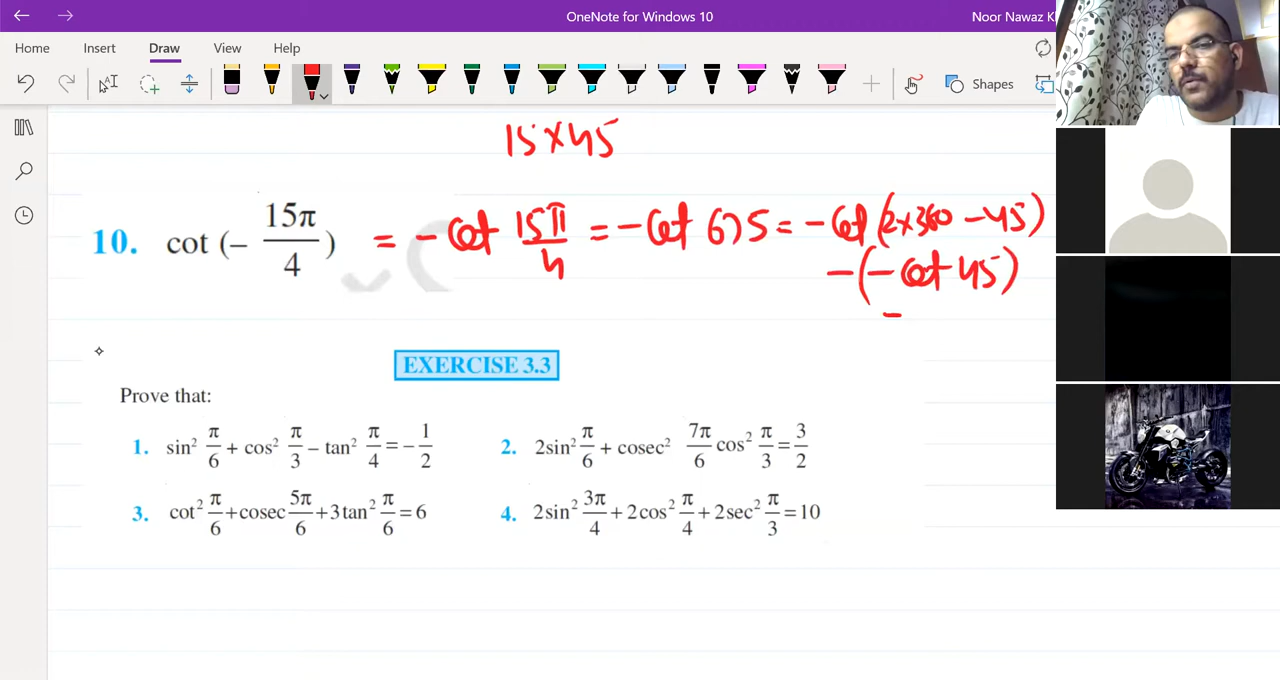 OneNote for Windows 10
Noor Nawaz K
Home Insert Draw View Help
Shapes
15×45
10. cot (– 15π/4) = -cot 15π/4 = -cot 675 = -cot(2×360 -45)
-(-cot 45)
EXERCISE 3.3
Prove that:
1. sin² π/6 + cos² π/3 – tan² π/4 = – 1/2 2. 2sin² π/6 + cosec² 7π/6 cos² π/3 = 3/2
3. cot² π/6 + cosec 5π/6 + 3 tan² π/6 = 6 4. 2sin² 3π/4 + 2cos² π/4 + 2sec² π/3 = 10